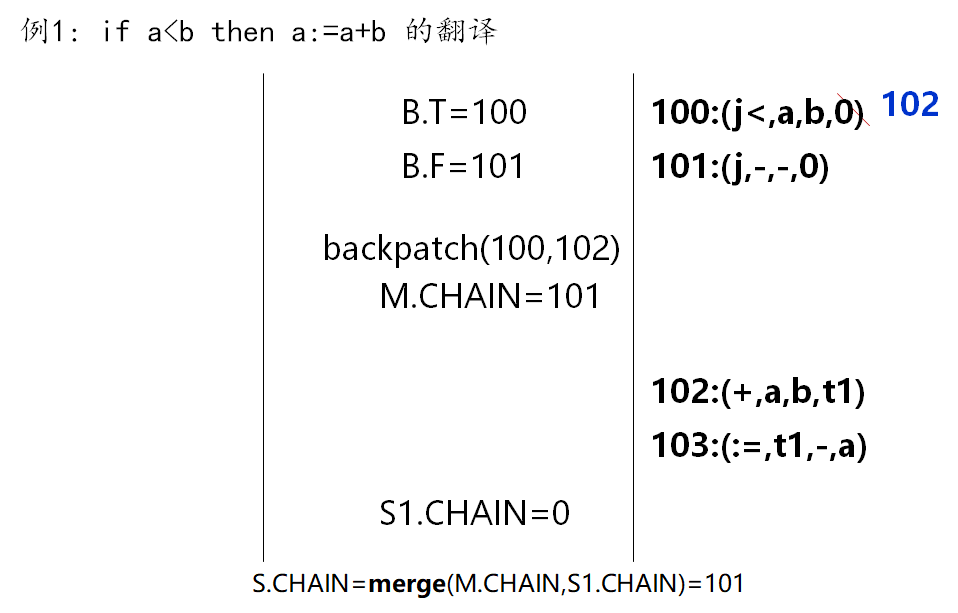 例1: if a<b then a:=a+b 的翻译
B.T=100 100:(j<,a,b,0) 102
B.F=101 101:(j,-,-,0)
backpatch(100,102)
M.CHAIN=101
102:(+,a,b,t1)
103:(:=,t1,-,a)
S1.CHAIN=0
S.CHAIN=merge(M.CHAIN,S1.CHAIN)=101